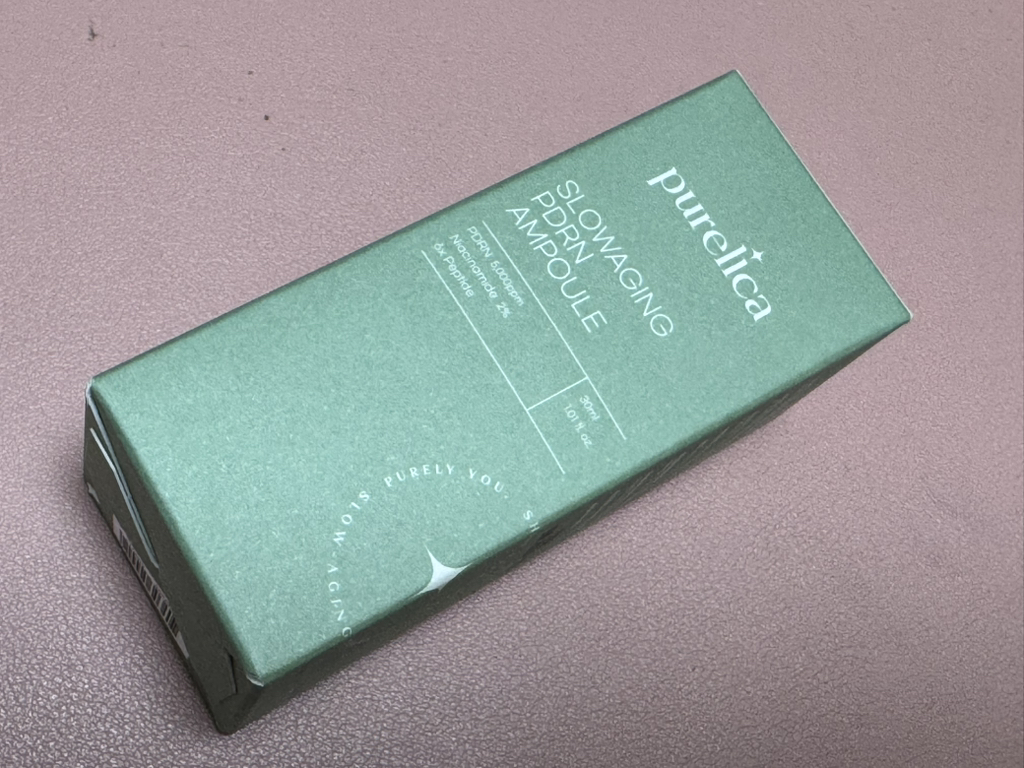 purelica
SLOWAGING
PDRN
AMPOULE
PDRN 5,000ppm
Niacinamide 2%
6x Peptide
30ml
1.01 fl. oz
SLOW-AGING
PURELY YOU.